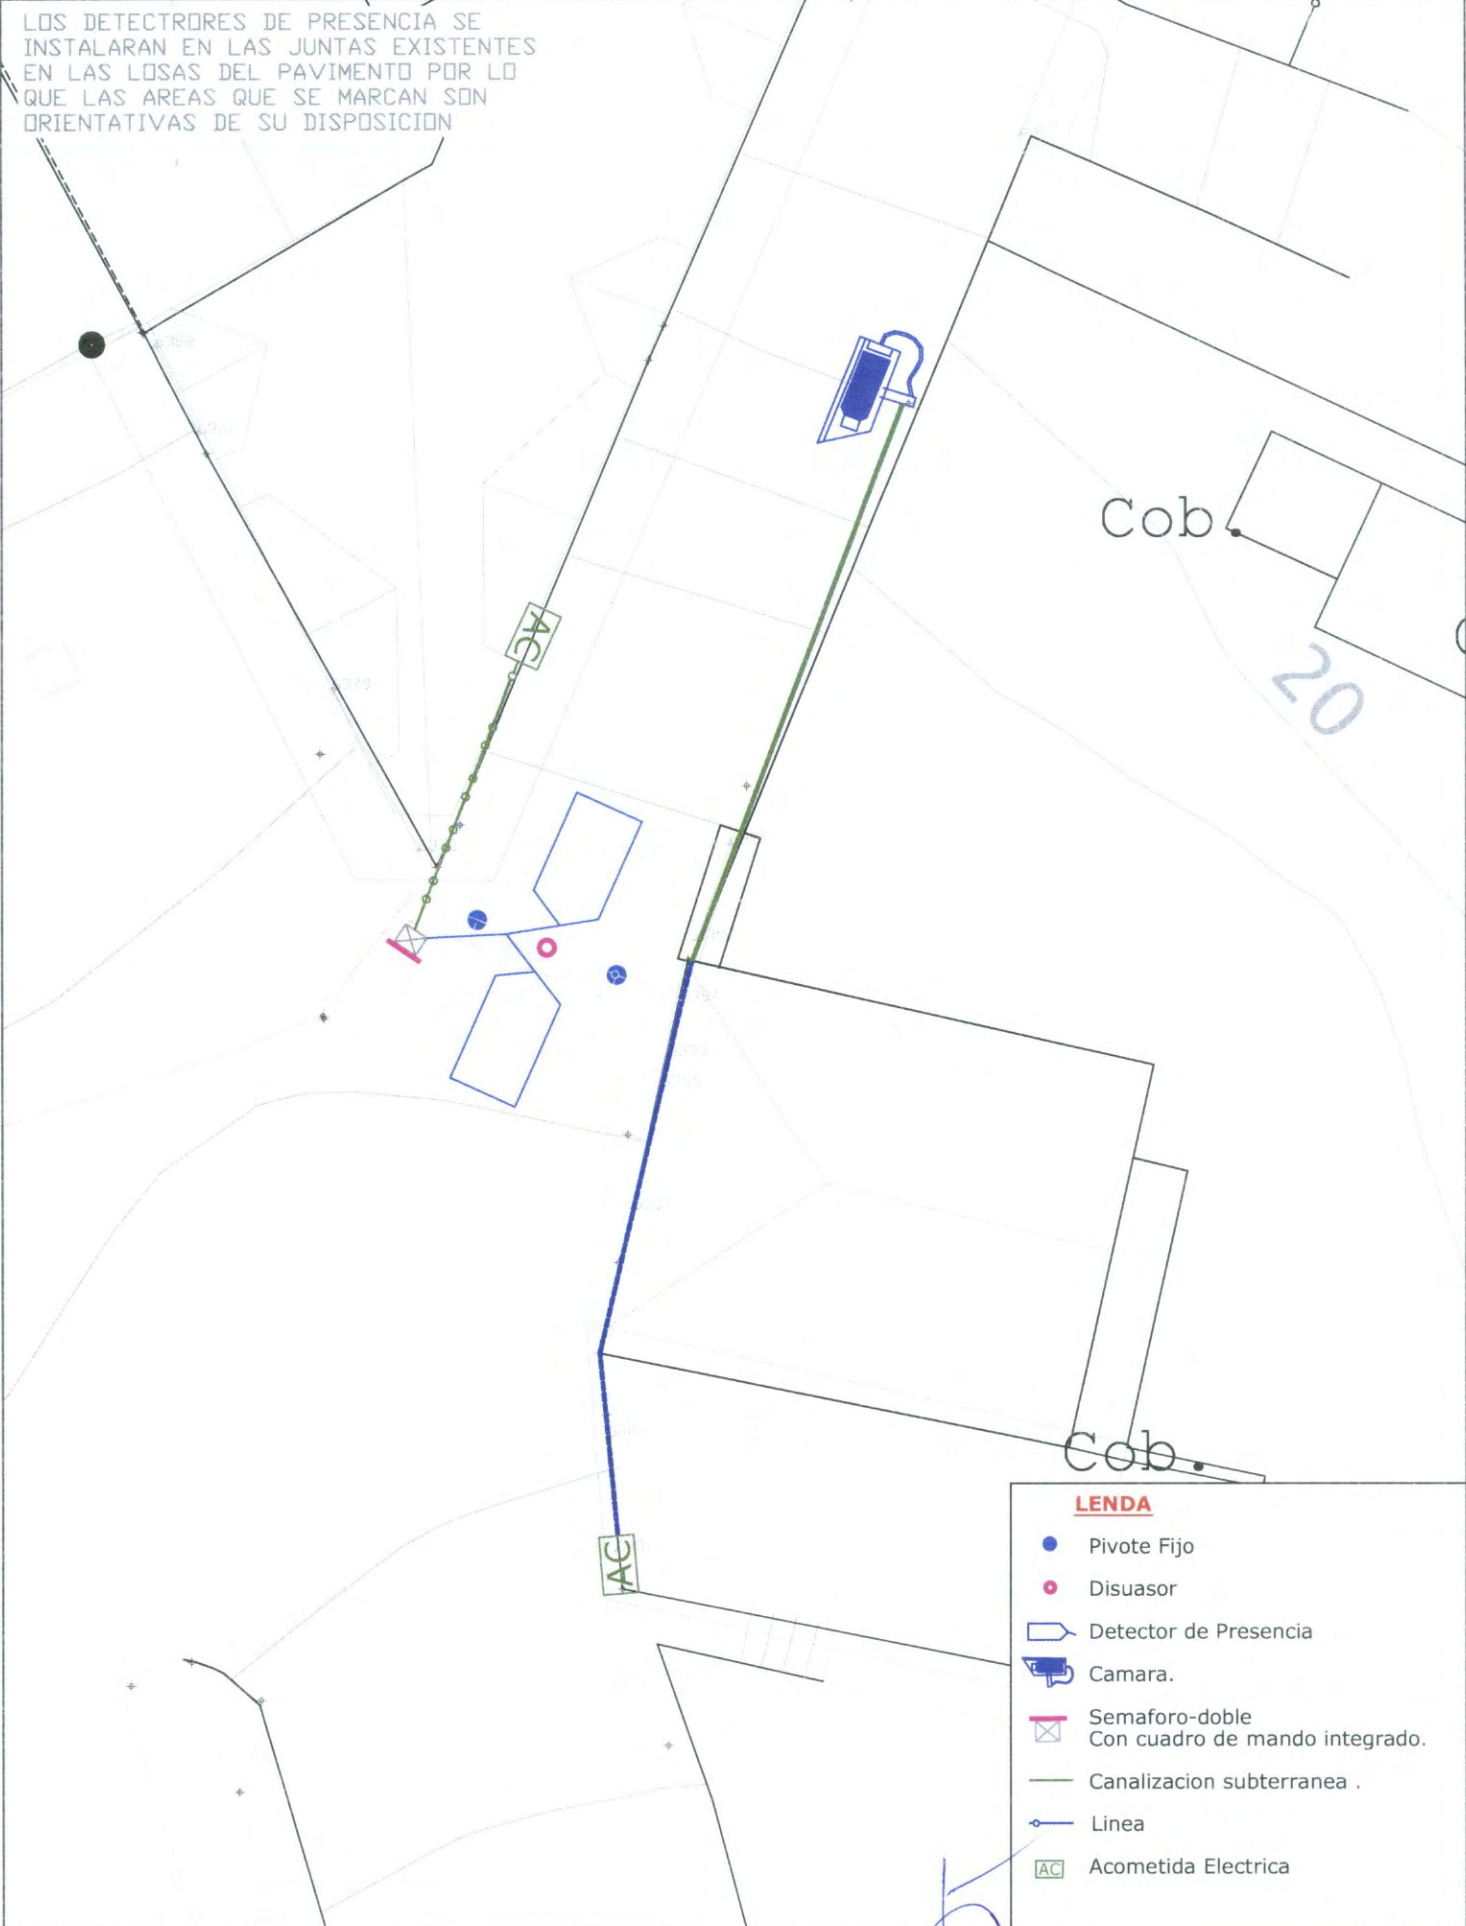 LOS DETECTRORES DE PRESENCIA SE
INSTALARAN EN LAS JUNTAS EXISTENTES
EN LAS LOSAS DEL PAVIMENTO POR LO
QUE LAS AREAS QUE SE MARCAN SON
ORIENTATIVAS DE SU DISPOSICION
Cob.
AC
20
Cob.
AC
LENDA
Pivote Fijo
Disuasor
Detector de Presencia
Camara.
Semaforo-doble
Con cuadro de mando integrado.
Canalizacion subterranea .
Linea
AC Acometida Electrica